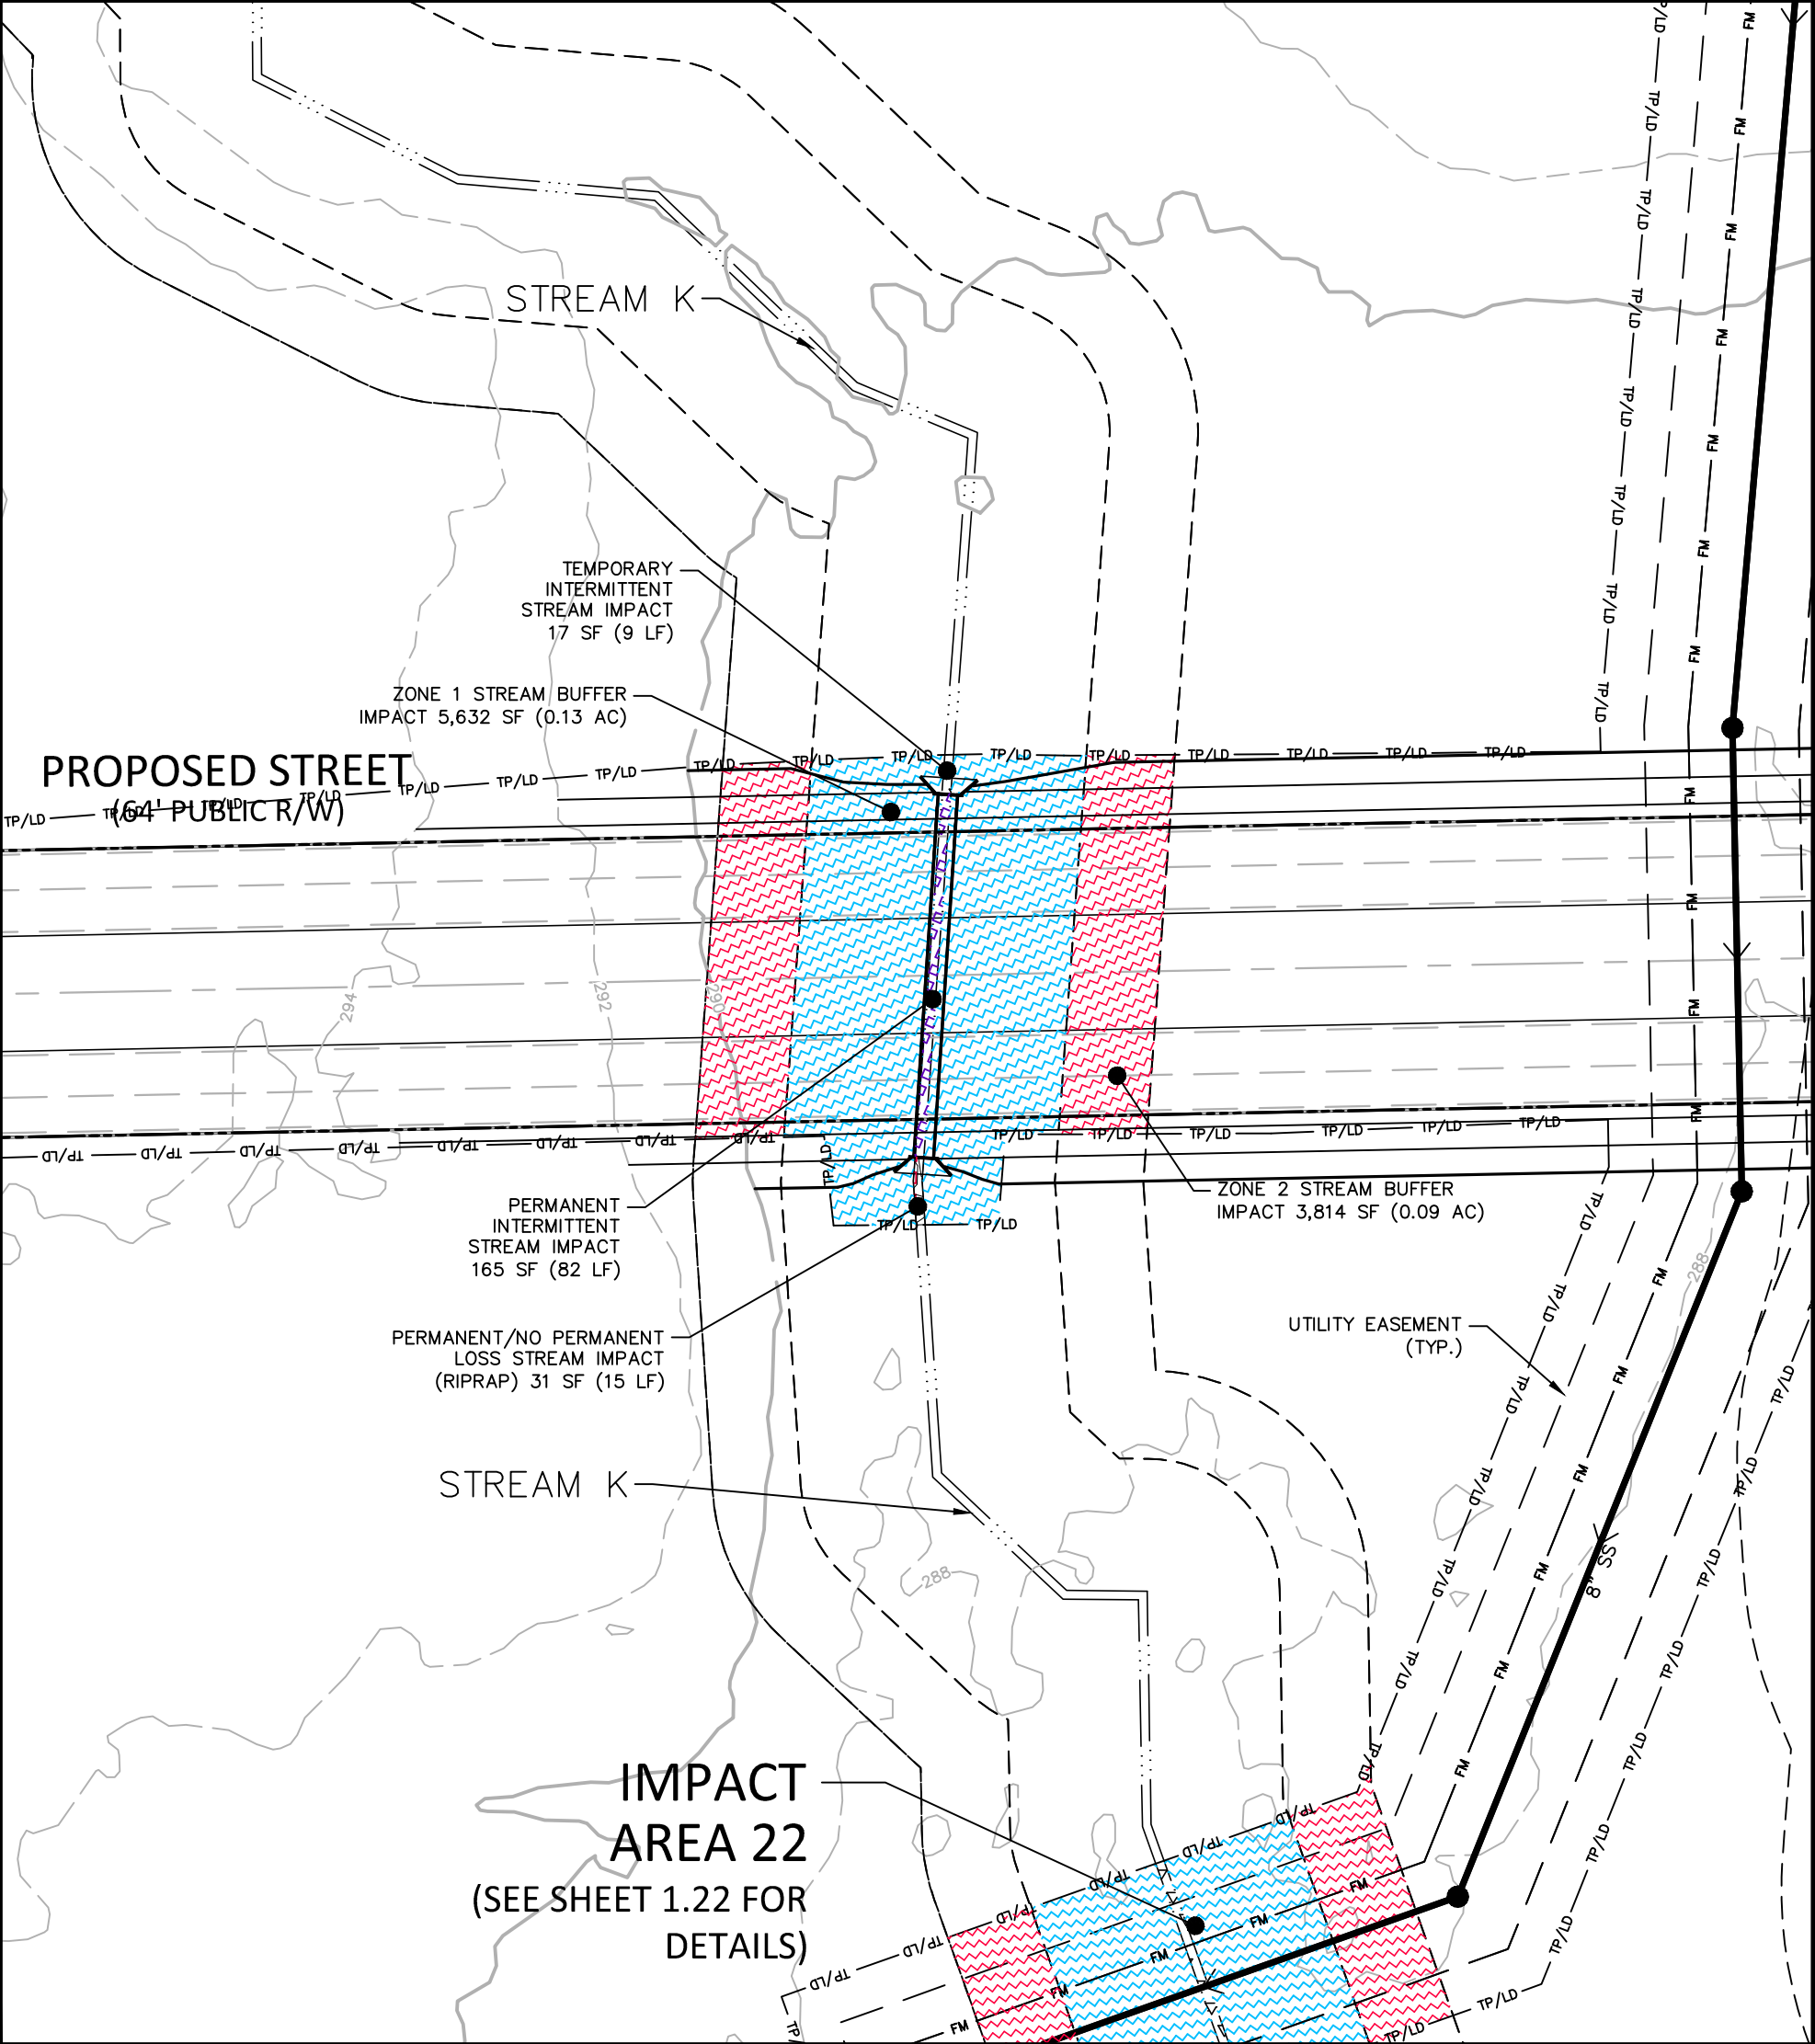 STREAM K
TEMPORARY
INTERMITTENT
STREAM IMPACT
17 SF (9 LF)
ZONE 1 STREAM BUFFER
IMPACT 5,632 SF (0.13 AC)
PROPOSED STREET
(64' PUBLIC R/W)
TP/LD
FM
294
292
290
PERMANENT
INTERMITTENT
STREAM IMPACT
165 SF (82 LF)
ZONE 2 STREAM BUFFER
IMPACT 3,814 SF (0.09 AC)
PERMANENT/NO PERMANENT
LOSS STREAM IMPACT
(RIPRAP) 31 SF (15 LF)
UTILITY EASEMENT
(TYP.)
288
STREAM K
288
8" SS
IMPACT
AREA 22
(SEE SHEET 1.22 FOR
DETAILS)